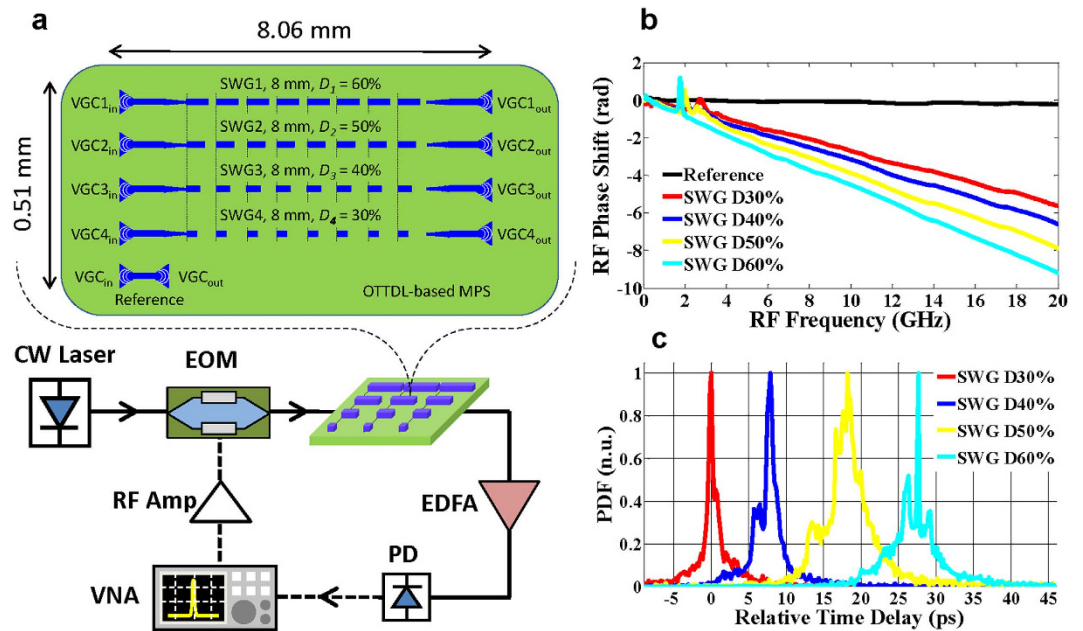 a
8.06 mm
0.51 mm
SWG1, 8 mm, D1 = 60%
VGC1in
VGC1out
SWG2, 8 mm, D2 = 50%
VGC2in
VGC2out
SWG3, 8 mm, D3 = 40%
VGC3in
VGC3out
SWG4, 8 mm, D4 = 30%
VGC4in
VGC4out
VGCin
VGCout
Reference
OTTDL-based MPS
CW Laser
EOM
RF Amp
EDFA
VNA
PD
b
RF Phase Shift (rad)
2
0
-2
-4
-6
-8
-10
Reference
SWG D30%
SWG D40%
SWG D50%
SWG D60%
0 2 4 6 8 10 12 14 16 18 20
RF Frequency (GHz)
c
PDF (n.u.)
1
0.8
0.6
0.4
0.2
0
SWG D30%
SWG D40%
SWG D50%
SWG D60%
-5 0 5 10 15 20 25 30 35 40 45
Relative Time Delay (ps)